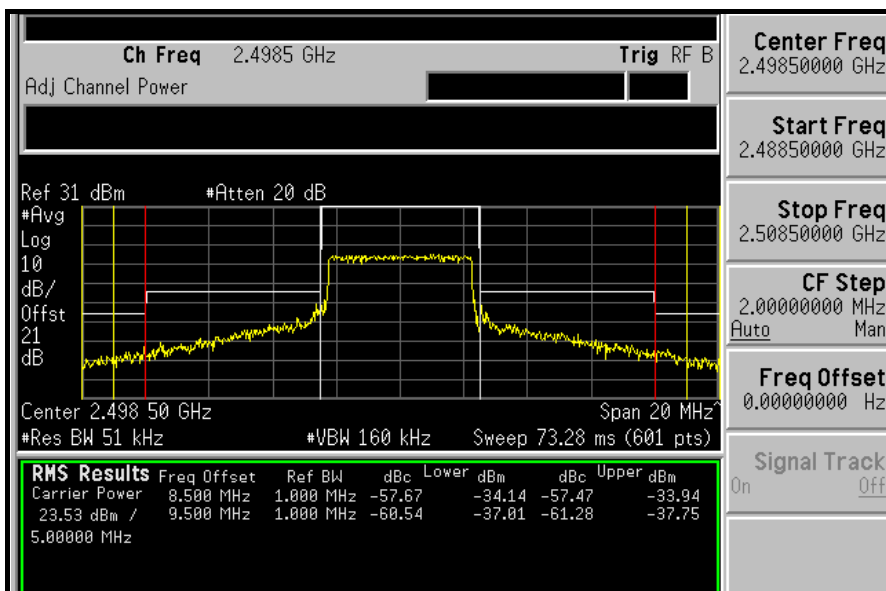 Ch Freq 2.4985 GHz Trig RF B
Adj Channel Power
Ref 31 dBm #Atten 20 dB
#Avg
Log
10
dB/
Offst
21
dB
Center 2.498 50 GHz Span 20 MHz^
#Res BW 51 kHz #VBW 160 kHz Sweep 73.28 ms (601 pts)
RMS Results Freq Offset Ref BW dBc Lower dBm dBc Upper dBm
Carrier Power 8.500 MHz 1.000 MHz -57.67 -34.14 -57.47 -33.94
23.53 dBm / 9.500 MHz 1.000 MHz -60.54 -37.01 -61.28 -37.75
5.00000 MHz
Center Freq
2.49850000 GHz
Start Freq
2.48850000 GHz
Stop Freq
2.50850000 GHz
CF Step
2.00000000 MHz
Auto Man
Freq Offset
0.00000000 Hz
Signal Track
On Off